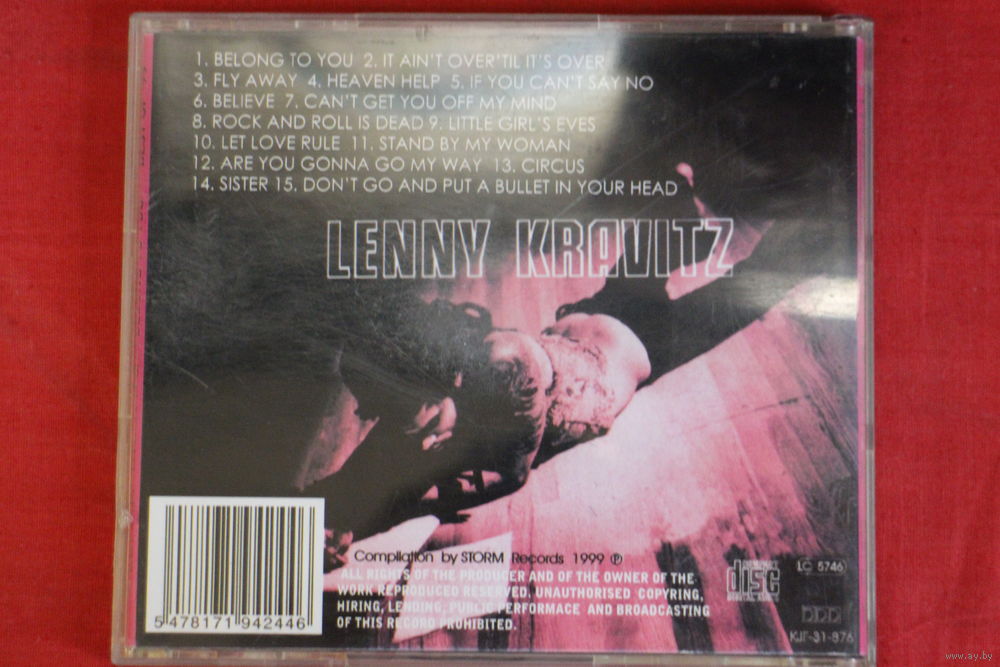 1. BELONG TO YOU 2. IT AIN'T OVER'TIL IT'S OVER
3. FLY AWAY 4. HEAVEN HELP 5. IF YOU CAN'T SAY NO
6. BELIEVE 7. CAN'T GET YOU OFF MY MIND
8. ROCK AND ROLL IS DEAD 9. LITTLE GIRL'S EVES
10. LET LOVE RULE 11. STAND BY MY WOMAN
12. ARE YOU GONNA GO MY WAY 13. CIRCUS
14. SISTER 15. DON'T GO AND PUT A BULLET IN YOUR HEAD
LENNY KRAVITZ
Compilation by STORM Records 1999 ℗
ALL RIGHTS OF THE PRODUCER AND OF THE OWNER OF THE
WORK REPRODUCED RESERVED. UNAUTHORISED COPYRING,
HIRING, LENDING, PUBLIC PERFORMACE AND BROADCASTING
OF THIS RECORD PROHIBITED.
5 478171 942446
COMPACT
disc
DIGITAL AUDIO
LC 5746
DDD
www.ay.by